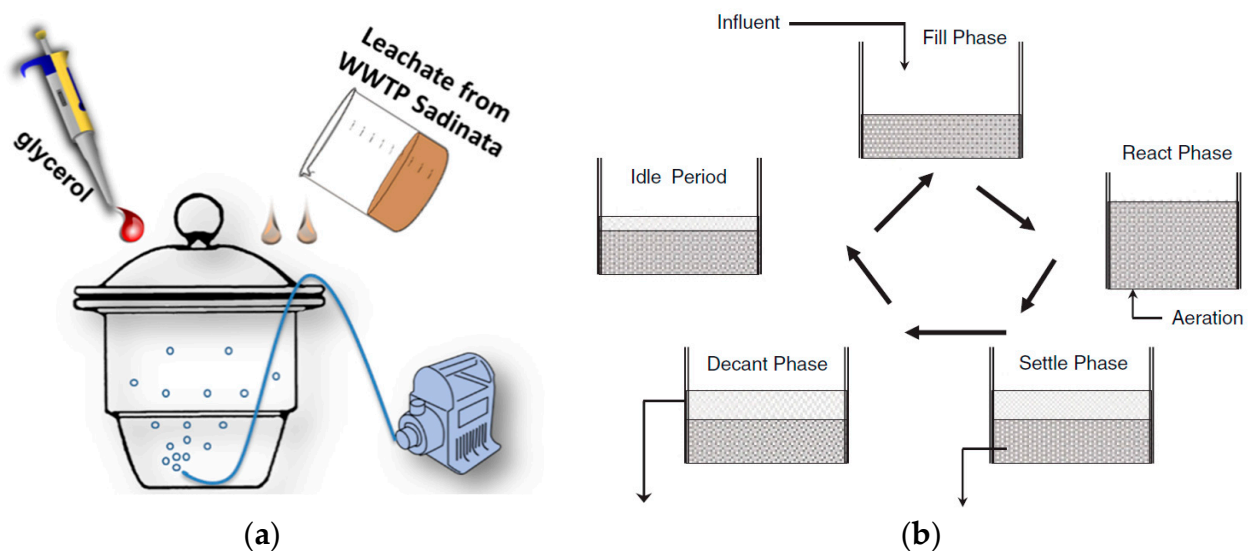 Leachate from
WWTP Sadinata
glycerol
(a)
Influent
Fill Phase
React Phase
Idle Period
Aeration
Decant Phase
Settle Phase
(b)